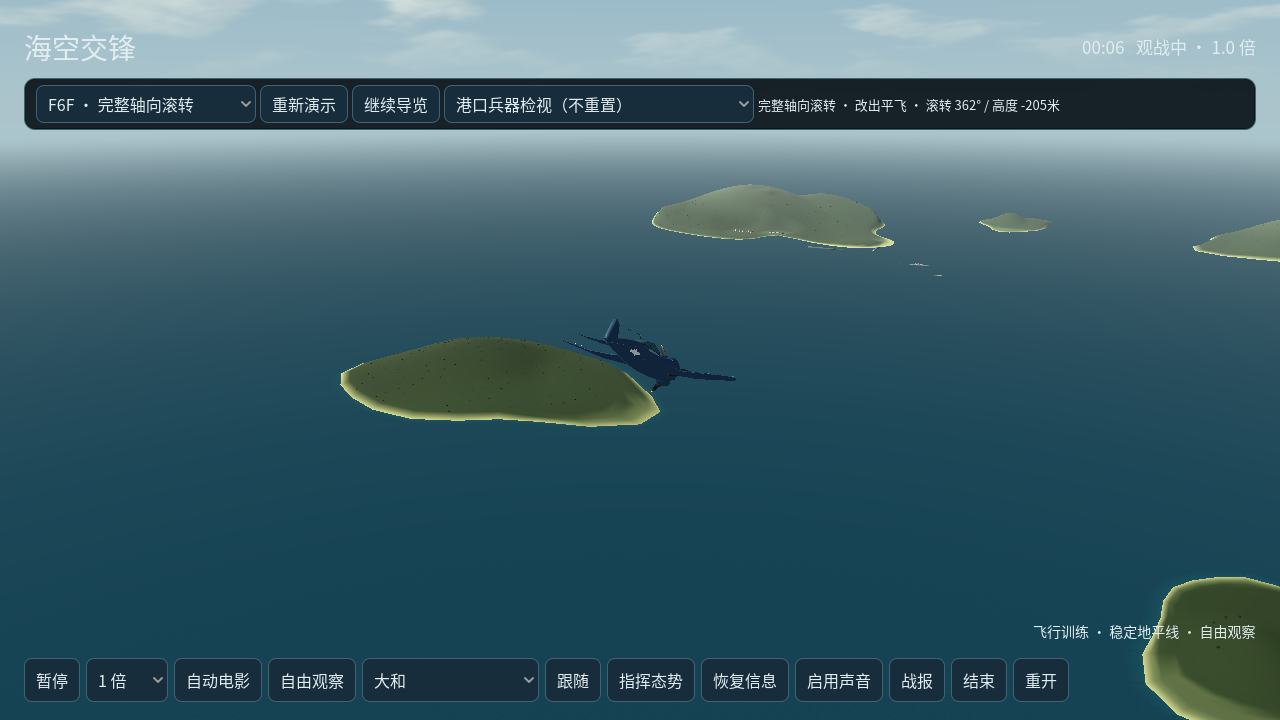 海空交锋
00:06 观战中 · 1.0 倍
F6F · 完整轴向滚转 重新演示 继续导览 港口兵器检视（不重置） 完整轴向滚转 · 改出平飞 · 滚转 362° / 高度 -205米
飞行训练 · 稳定地平线 · 自由观察
暂停 1 倍 自动电影 自由观察 大和 跟随 指挥态势 恢复信息 启用声音 战报 结束 重开